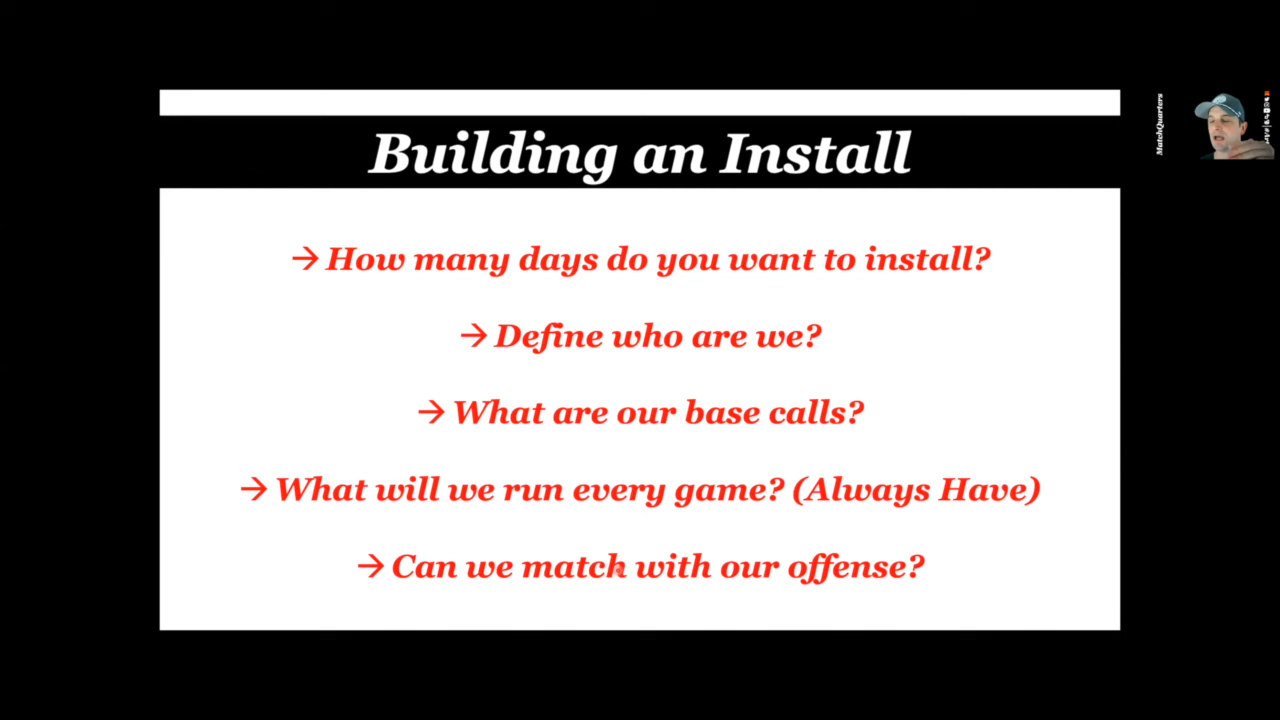 Building an Install
→ How many days do you want to install?
→ Define who are we?
→ What are our base calls?
→ What will we run every game? (Always Have)
→ Can we match with our offense?
MatchQuarters